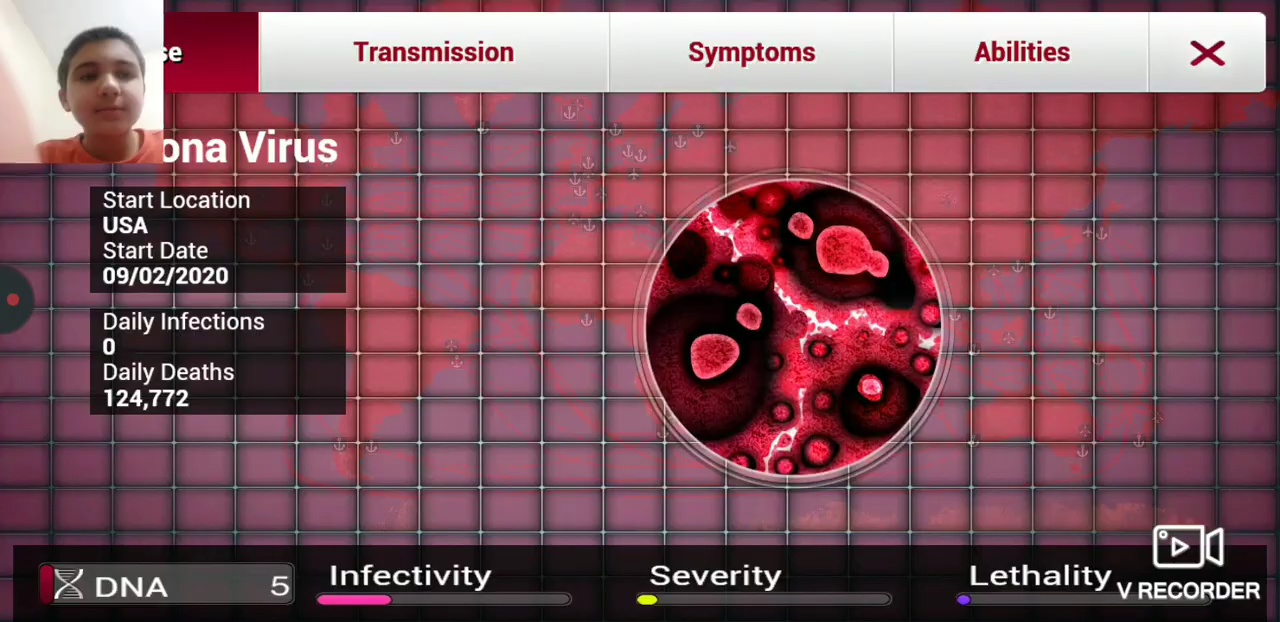 se
Transmission
Symptoms
Abilities
ona Virus
Start Location
USA
Start Date
09/02/2020
Daily Infections
0
Daily Deaths
124,772
DNA 5
Infectivity
Severity
Lethality
V RECORDER